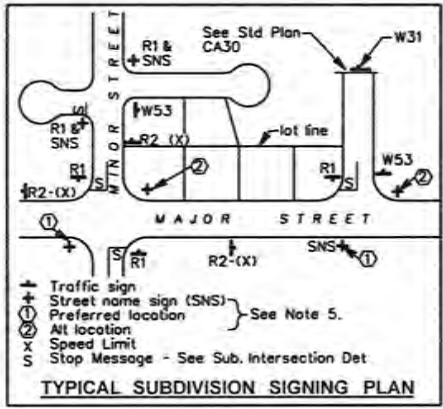 See Std Plan
CA30
W31
R1 &
SNS
MINOR STREET
S
R1 &
SNS
W53
R2 (X)
lot line
R1
S
2
R1
S
W53
2
R2-(X)
1
MAJOR STREET
S
R1
R2-(X)
SNS
1
Traffic sign
Street name sign (SNS)
1 Preferred location
2 Alt location
See Note 5.
X Speed Limit
S Stop Message - See Sub. Intersection Det
TYPICAL SUBDIVISION SIGNING PLAN